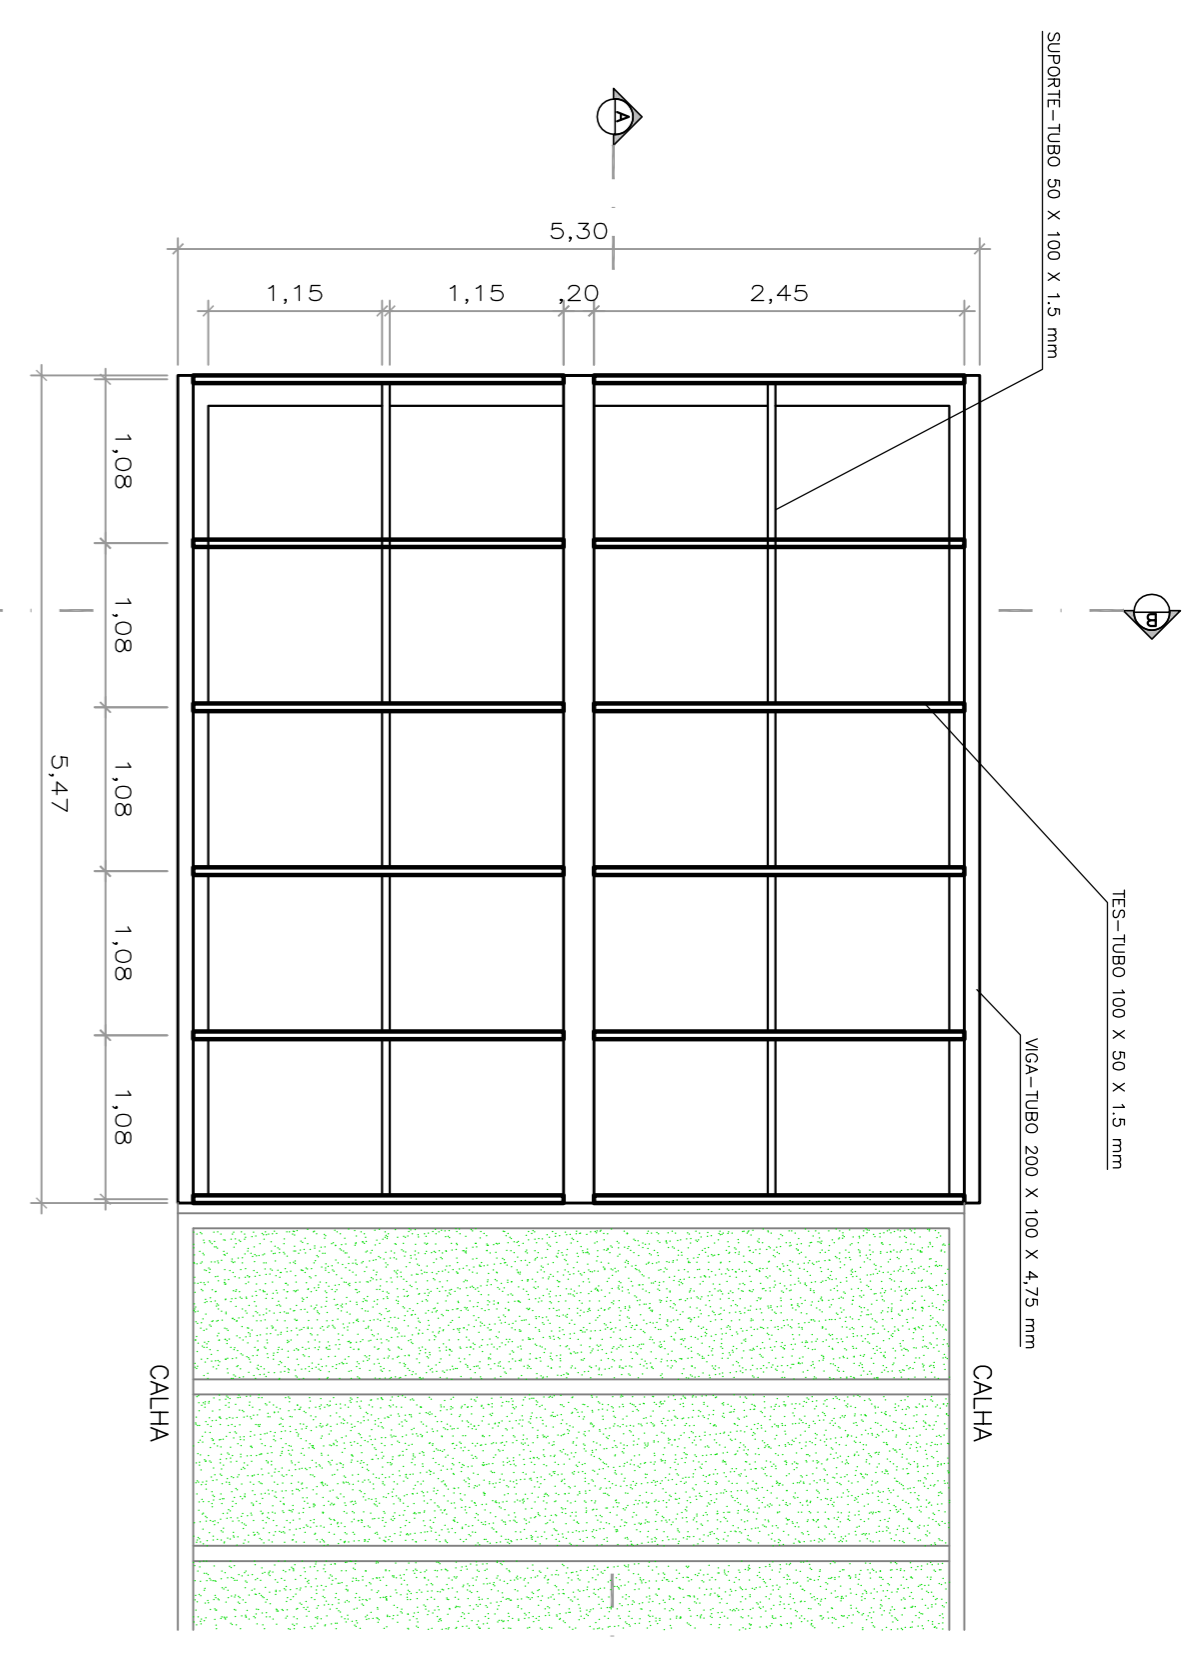 SUPORTE-TUBO 50 X 100 X 1.5 mm
A
5,30
1,15
1,15
,20
2,45
1,08
1,08
1,08
1,08
1,08
5,47
B
TES-TUBO 100 X 50 X 1.5 mm
VIGA-TUBO 200 X 100 X 4,75 mm
CALHA
CALHA